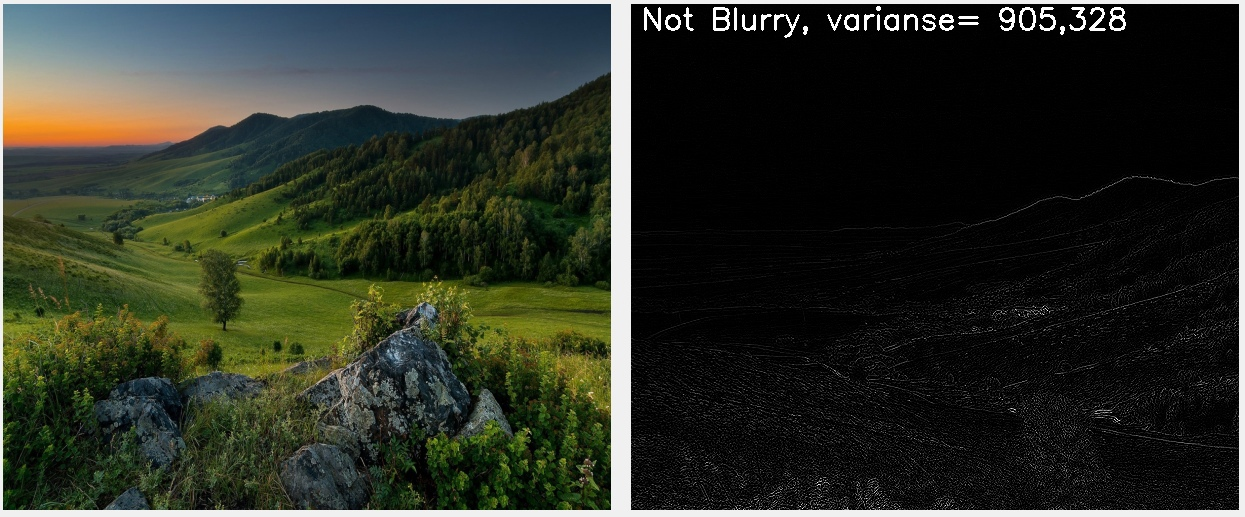 Not Blurry, varianse= 905,328